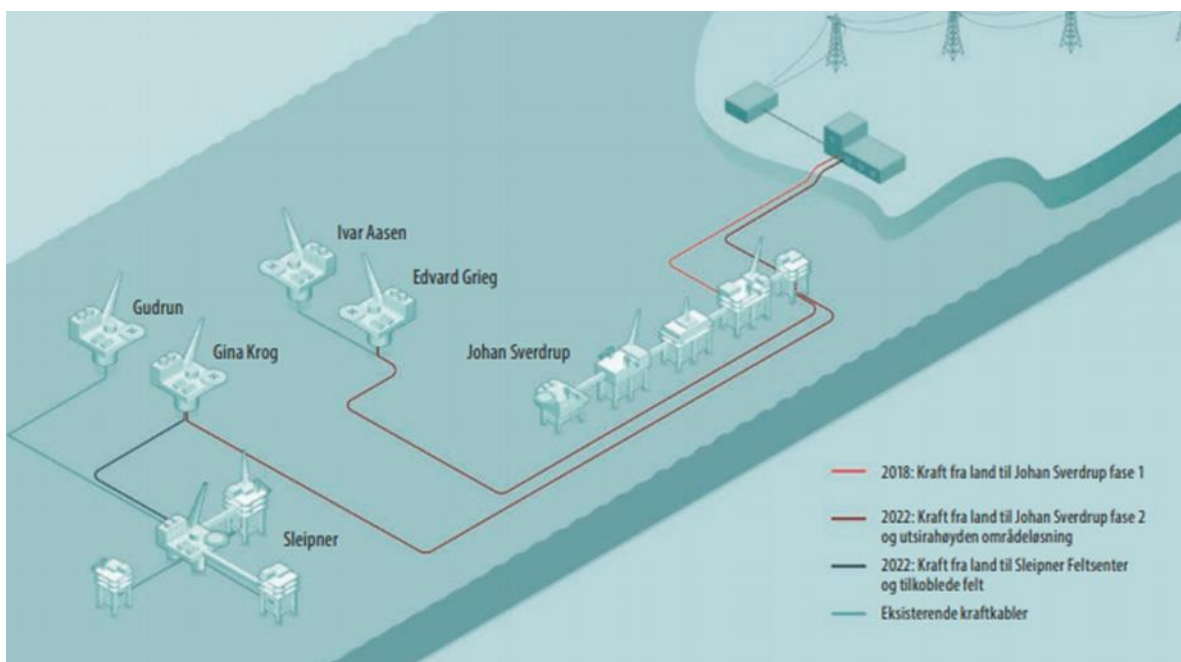 Ivar Aasen
Edvard Grieg
Gudrun
Gina Krog
Johan Sverdrup
Sleipner
2018: Kraft fra land til Johan Sverdrup fase 1
2022: Kraft fra land til Johan Sverdrup fase 2
og utsirahøyden områdeløsning
2022: Kraft fra land til Sleipner Feltsenter
og tilkoblede felt
Eksisterende kraftkabler